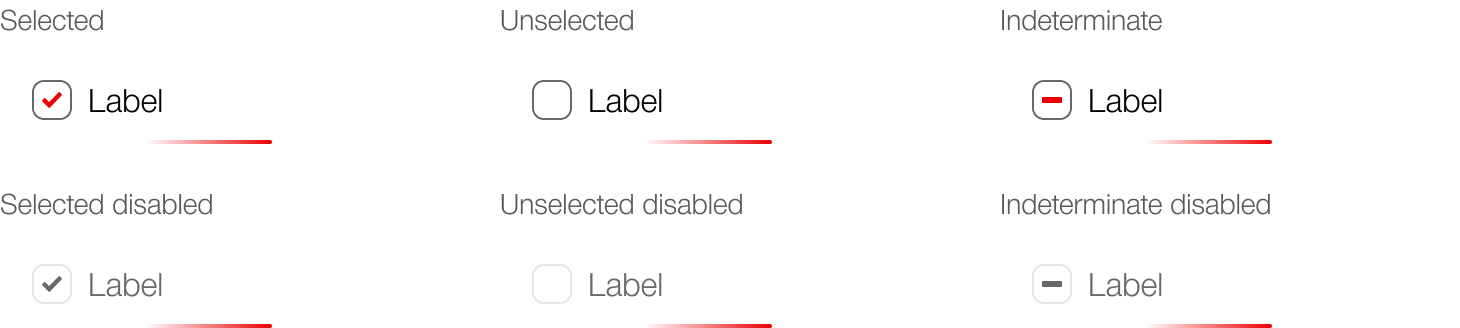 Selected Unselected Indeterminate
Label Label Label
Selected disabled Unselected disabled Indeterminate disabled
Label Label Label